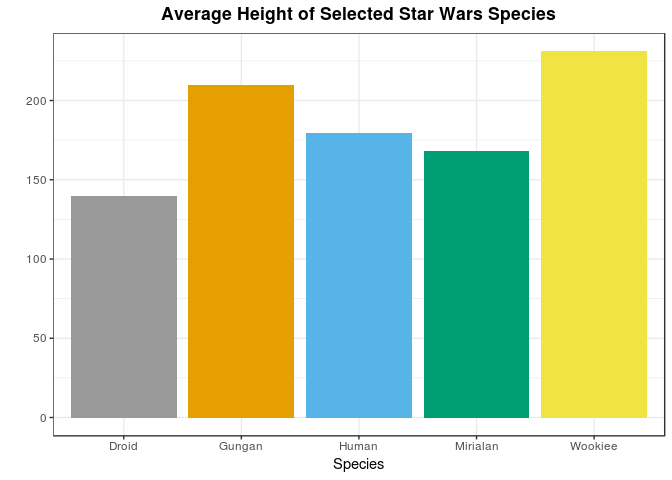 Average Height of Selected Star Wars Species
200
150
100
50
0
Droid Gungan Human Mirialan Wookiee
Species